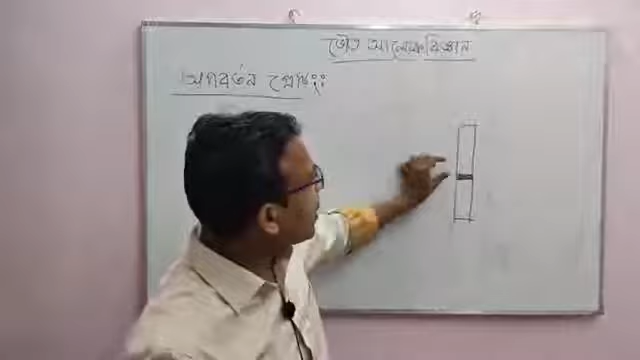 ভৌত আলোকবিজ্ঞান
অপবর্তন গ্রেটিংঃ